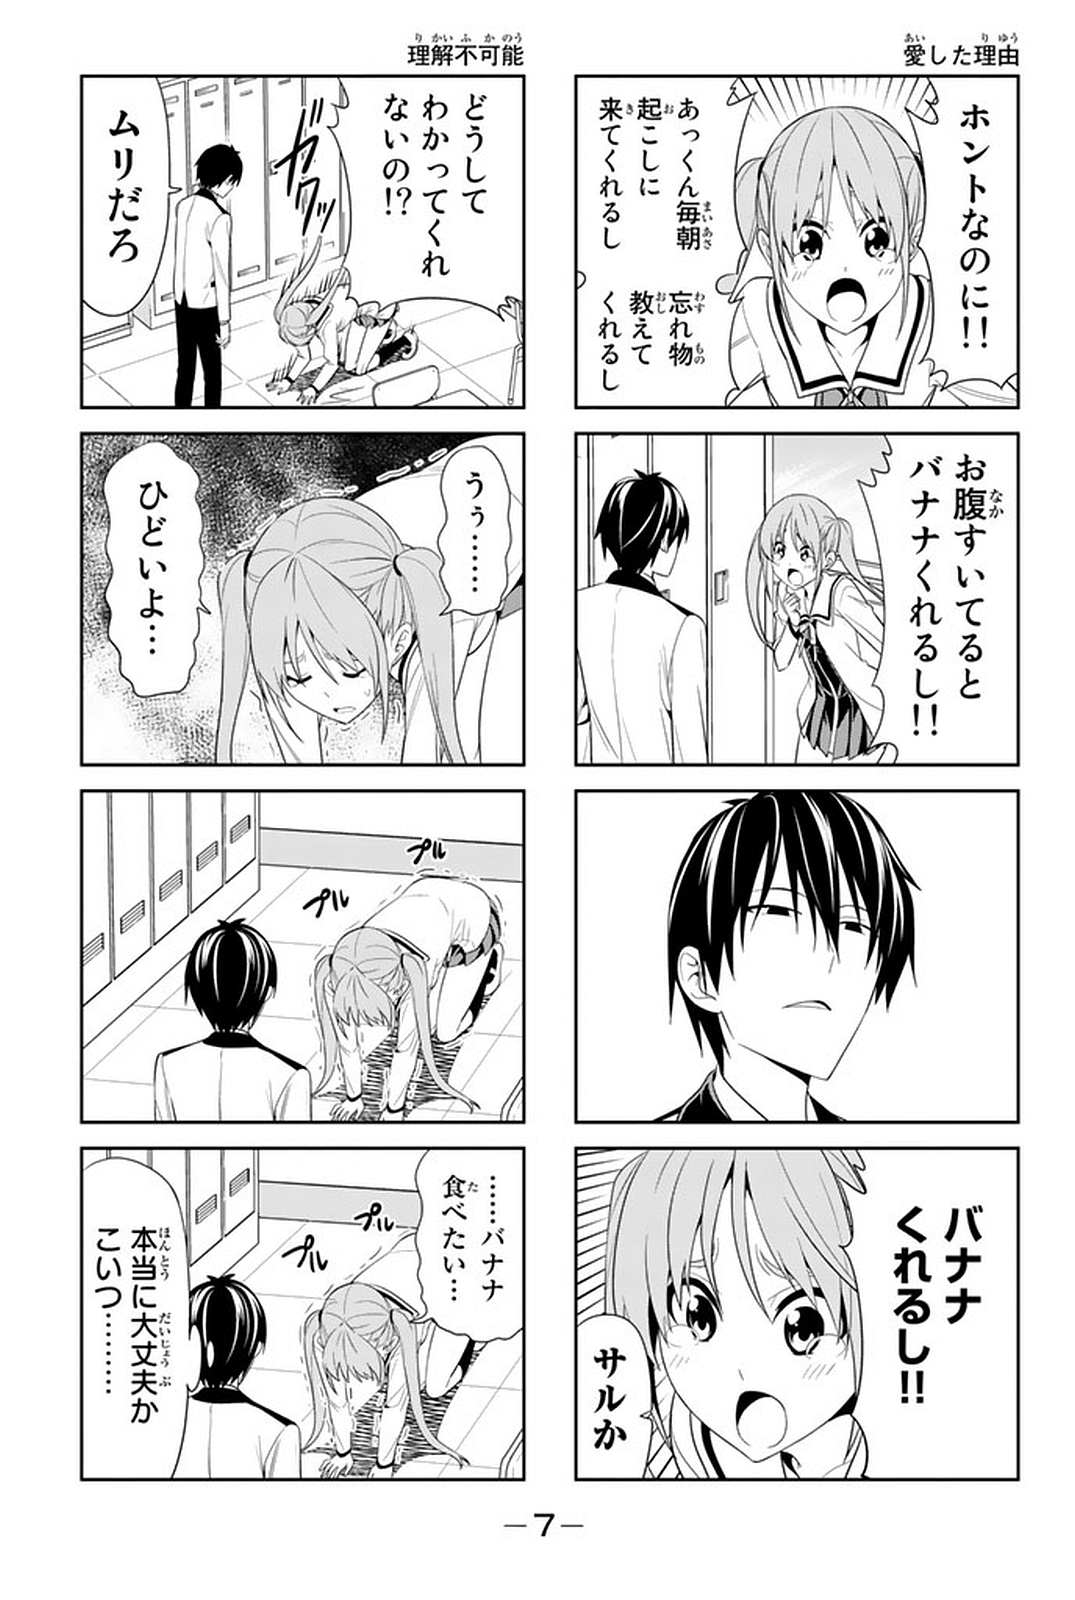 愛した理由
ホントなのに!!
あっくん毎朝
起こしに
来てくれるし
忘れ物
教えて
くれるし
お腹すいてると
バナナくれるし!!
バナナ
くれるし!!
サルか
理解不可能
どうして
わかってくれ
ないの!?
ガクッ
ムリだろ
うぅ……
ひどいよ…
プル
プル
……バナナ
食べたい…
プル
プル
本当に大丈夫か
こいつ………
―7―